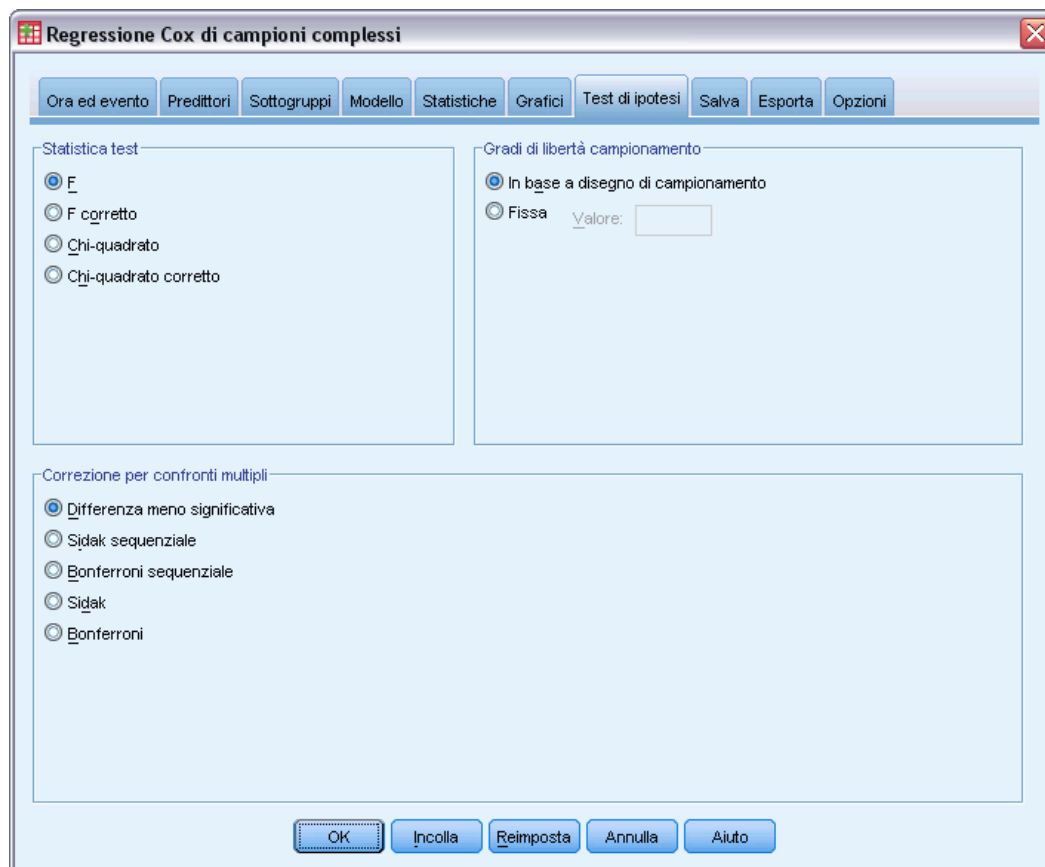 Regressione Cox di campioni complessi
Ora ed evento Predittori Sottogruppi Modello Statistiche Grafici Test di ipotesi Salva Esporta Opzioni
Statistica test
F
F corretto
Chi-quadrato
Chi-quadrato corretto
Gradi di libertà campionamento
In base a disegno di campionamento
Fissa Valore:
Correzione per confronti multipli
Differenza meno significativa
Sidak sequenziale
Bonferroni sequenziale
Sidak
Bonferroni
OK Incolla Reimposta Annulla Aiuto